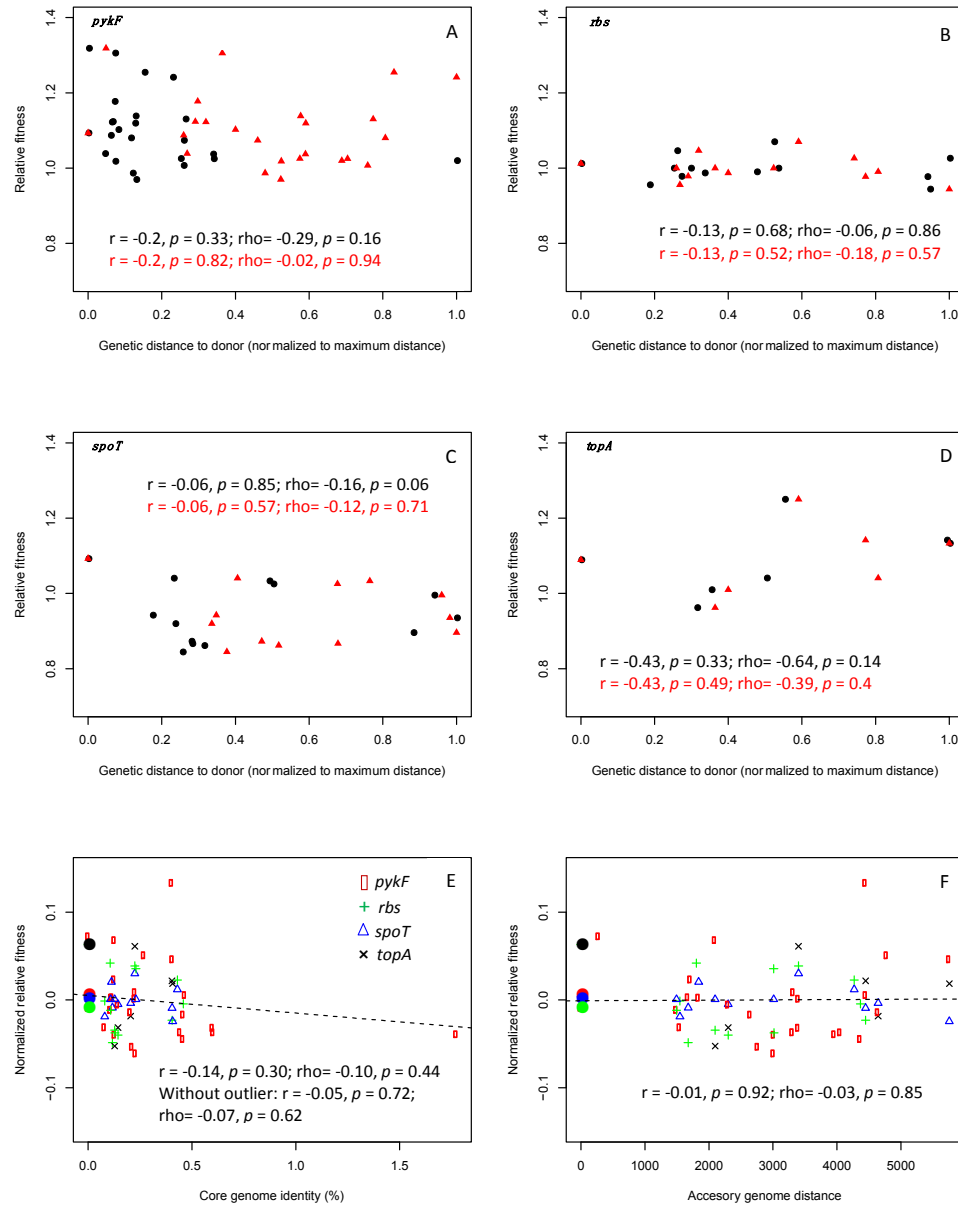 pykF
A
1.4
1.2
1.0
0.8
Relative fitness
r = -0.2, p = 0.33; rho= -0.29, p = 0.16
r = -0.2, p = 0.82; rho= -0.02, p = 0.94
0.0 0.2 0.4 0.6 0.8 1.0
Genetic distance to donor (normalized to maximum distance)
rbs
B
1.4
1.2
1.0
0.8
Relative fitness
r = -0.13, p = 0.68; rho= -0.06, p = 0.86
r = -0.13, p = 0.52; rho= -0.18, p = 0.57
0.0 0.2 0.4 0.6 0.8 1.0
Genetic distance to donor (normalized to maximum distance)
spoT
C
1.4
1.2
1.0
0.8
Relative fitness
r = -0.06, p = 0.85; rho= -0.16, p = 0.06
r = -0.06, p = 0.57; rho= -0.12, p = 0.71
0.0 0.2 0.4 0.6 0.8 1.0
Genetic distance to donor (normalized to maximum distance)
topA
D
1.4
1.2
1.0
0.8
Relative fitness
r = -0.43, p = 0.33; rho= -0.64, p = 0.14
r = -0.43, p = 0.49; rho= -0.39, p = 0.4
0.0 0.2 0.4 0.6 0.8 1.0
Genetic distance to donor (normalized to maximum distance)
E
0.1
0.0
−0.1
Normalized relative fitness
pykF
rbs
spoT
topA
r = -0.14, p = 0.30; rho= -0.10, p = 0.44
Without outlier: r = -0.05, p = 0.72;
rho= -0.07, p = 0.62
0.0 0.5 1.0 1.5
Core genome identity (%)
F
0.1
0.0
−0.1
Normalized relative fitness
r = -0.01, p = 0.92; rho= -0.03, p = 0.85
0 1000 2000 3000 4000 5000
Accesory genome distance